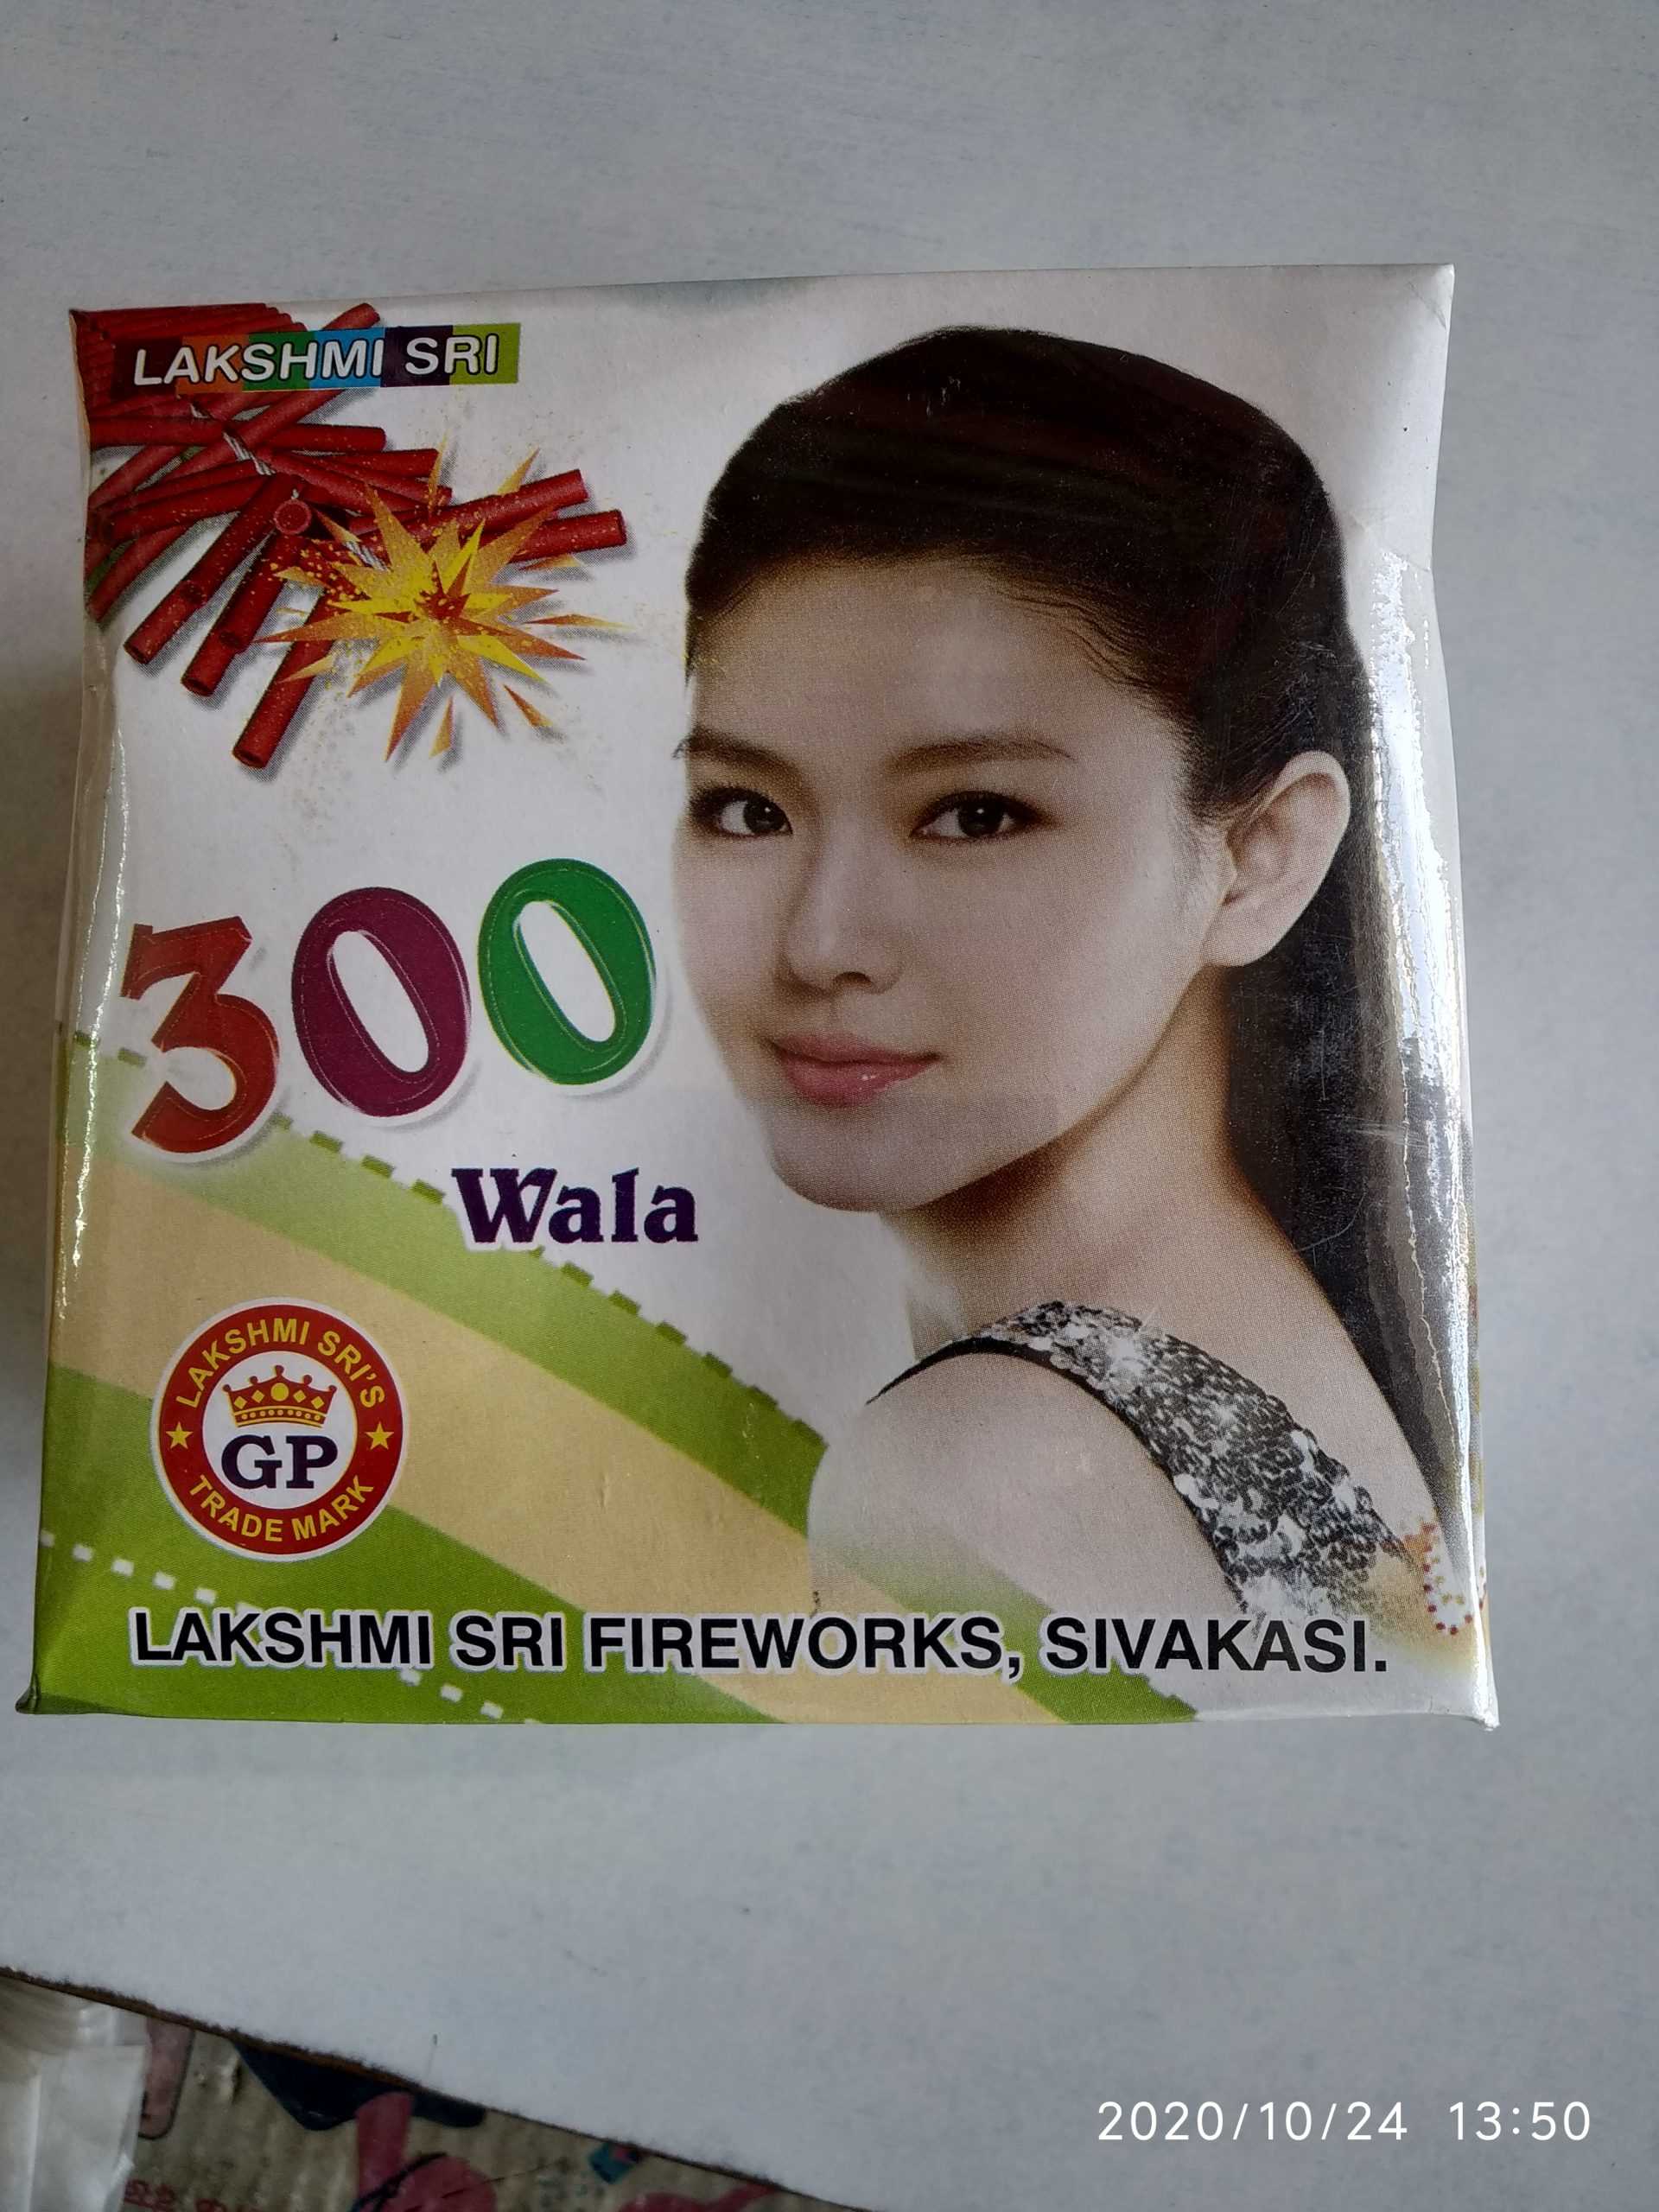 LAKSHMI SRI
300
Wala
LAKSHMI SRI'S
GP
TRADE MARK
LAKSHMI SRI FIREWORKS, SIVAKASI.
2020/10/24 13:50